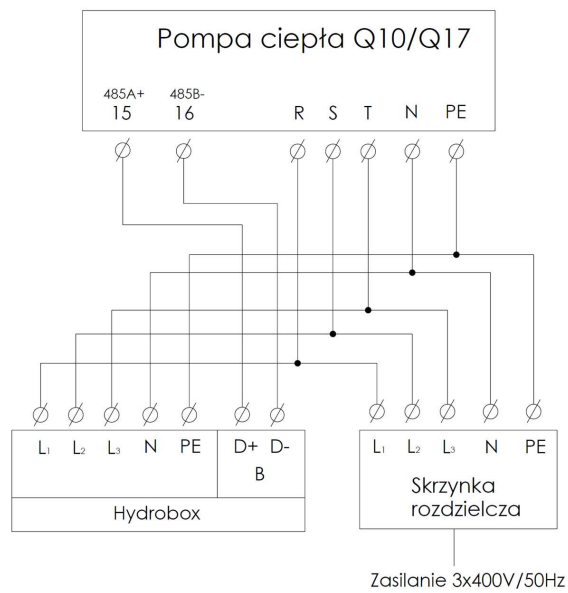 Pompa ciepła Q10/Q17
485A+ 485B-
15 16 R S T N PE
L1 L2 L3 N PE D+ D-
B
Hydrobox
L1 L2 L3 N PE
Skrzynka
rozdzielcza
Zasilanie 3x400V/50Hz